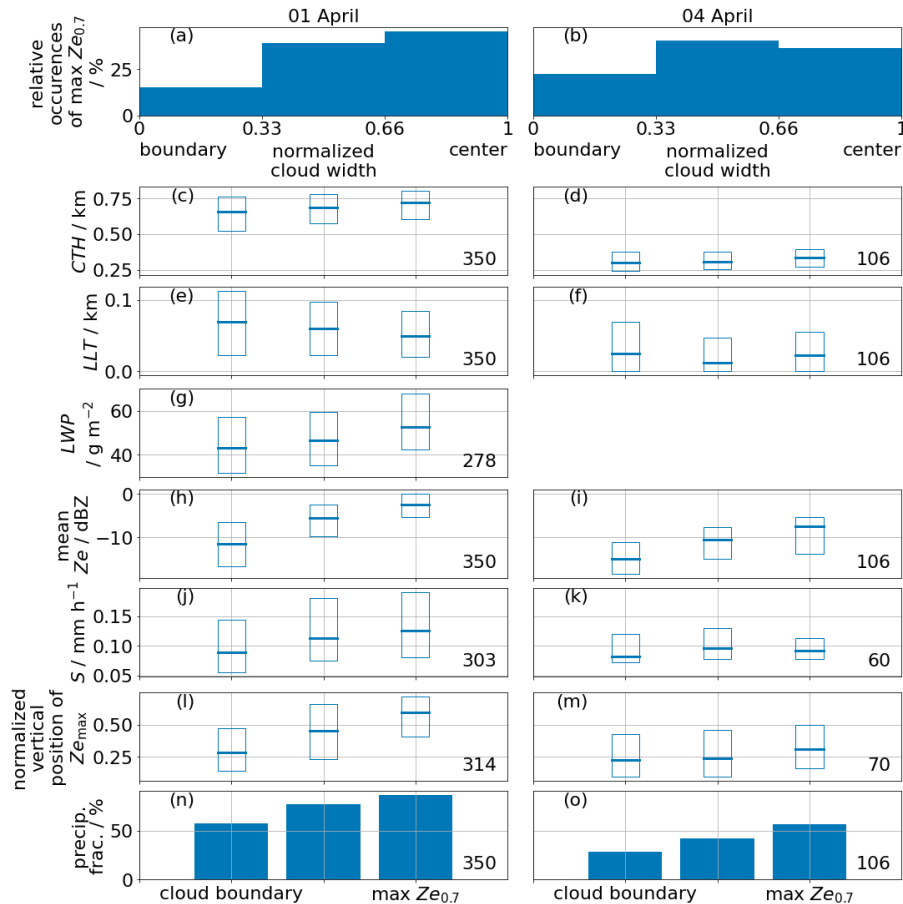 01 April
04 April
relative
occurences
of max Ze0.7
/ %
(a)
25
0
0 0.33 0.66 1
boundary normalized center
cloud width
(b)
0 0.33 0.66 1
boundary normalized center
cloud width
CTH / km
0.75
0.50
0.25
(c)
350
(d)
106
LLT / km
0.1
0.0
(e)
350
(f)
106
LWP
/ g m−2
60
40
(g)
278
mean
Ze / dBZ
0
−10
(h)
350
(i)
106
S / mm h−1
0.15
0.10
0.05
(j)
303
(k)
60
normalized
vertical
position of
Zemax
0.50
0.25
(l)
314
(m)
70
precip.
frac. / %
50
0
(n)
350
(o)
106
cloud boundary max Ze0.7
cloud boundary max Ze0.7